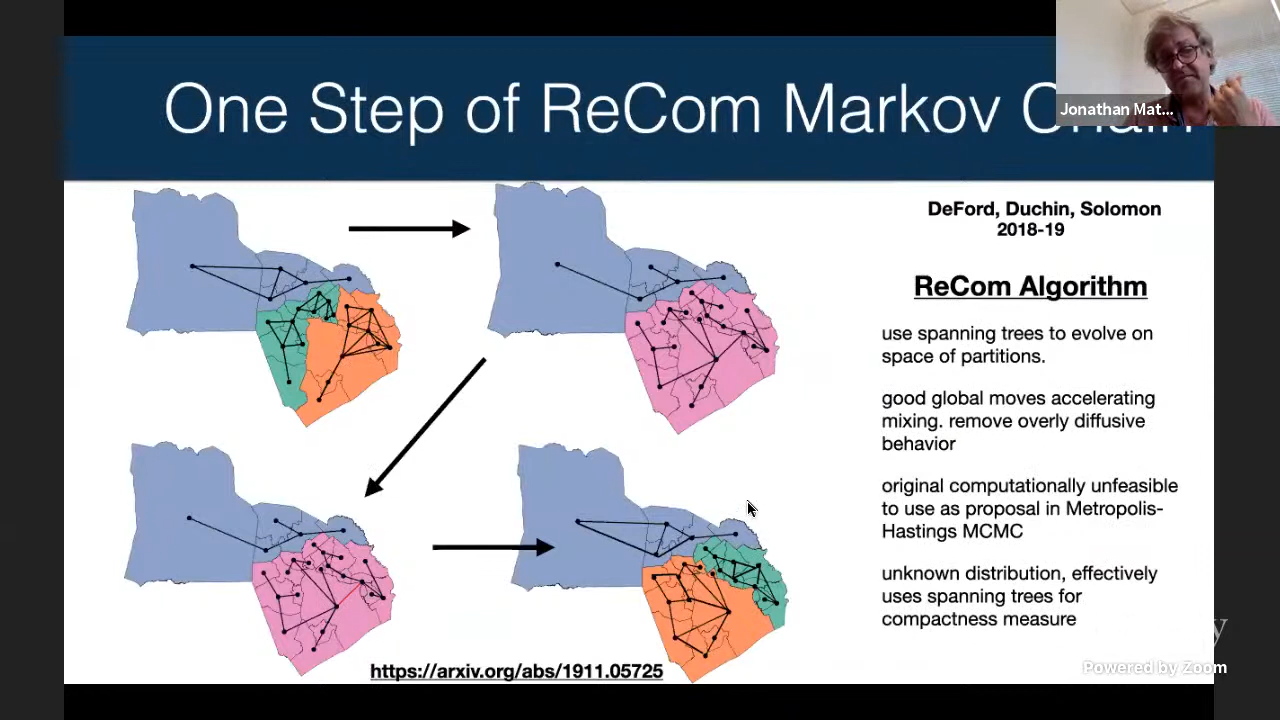 One Step of ReCom Markov Chain
Jonathan Mat...
DeFord, Duchin, Solomon
2018-19
ReCom Algorithm
use spanning trees to evolve on
space of partitions.
good global moves accelerating
mixing. remove overly diffusive
behavior
original computationally unfeasible
to use as proposal in Metropolis-
Hastings MCMC
unknown distribution, effectively
uses spanning trees for
compactness measure
https://arxiv.org/abs/1911.05725
y
Powered by Zoom